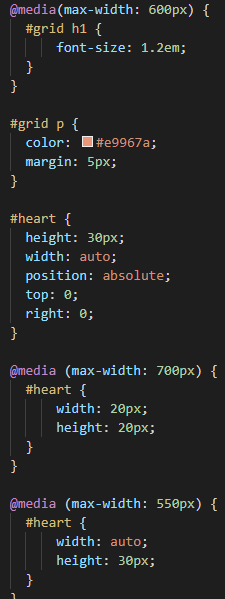 @media(max-width: 600px) {
#grid h1 {
font-size: 1.2em;
}
}
#grid p {
color: #e9967a;
margin: 5px;
}
#heart {
height: 30px;
width: auto;
position: absolute;
top: 0;
right: 0;
}
@media (max-width: 700px) {
#heart {
width: 20px;
height: 20px;
}
}
@media (max-width: 550px) {
#heart {
width: auto;
height: 30px;
}
}